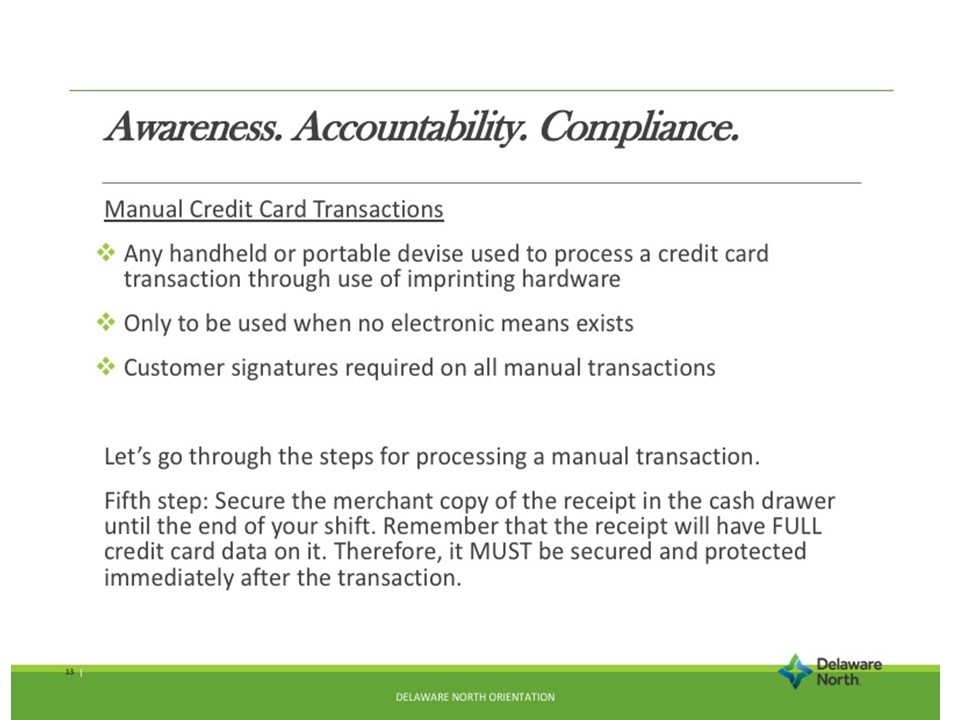 Awareness. Accountability. Compliance.
Manual Credit Card Transactions
Any handheld or portable devise used to process a credit card
transaction through use of imprinting hardware
Only to be used when no electronic means exists
Customer signatures required on all manual transactions
Let’s go through the steps for processing a manual transaction.
Fifth step: Secure the merchant copy of the receipt in the cash drawer
until the end of your shift. Remember that the receipt will have FULL
credit card data on it. Therefore, it MUST be secured and protected
immediately after the transaction.
13 |
Delaware
North.
DELAWARE NORTH ORIENTATION